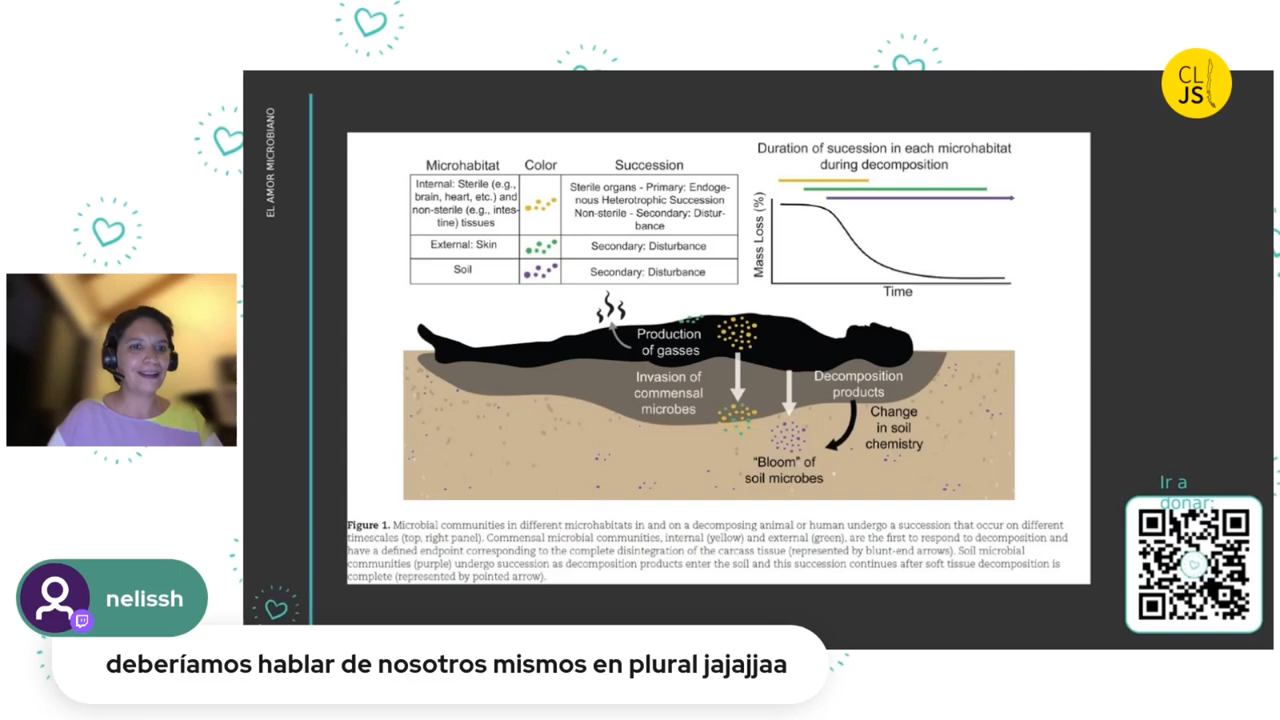 CL
JS
EL AMOR MICROBIANO
Microhabitat Color Succession
Internal: Sterile (e.g.,
brain, heart, etc.) and
non-sterile (e.g., intes-
tine) tissues
Sterile organs - Primary: Endoge-
nous Heterotrophic Succession
Non-sterile - Secondary: Distur-
bance
External: Skin
Secondary: Disturbance
Soil
Secondary: Disturbance
Duration of sucession in each microhabitat
during decomposition
Mass Loss (%)
Time
Production
of gasses
Invasion of
commensal
microbes
Decomposition
products
Change
in soil
chemistry
"Bloom" of
soil microbes
Figure 1. Microbial communities in different microhabitats in and on a decomposing animal or human undergo a succession that occur on different
timescales (top, right panel). Commensal microbial communities, internal (yellow) and external (green), are the first to respond to decomposition and
have a defined endpoint corresponding to the complete disintegration of the carcass tissue (represented by blunt-end arrows). Soil microbial
communities (purple) undergo succession as decomposition products enter the soil and this succession continues after soft tissue decomposition is
complete (represented by pointed arrow).
Ir a
donar:
nelissh
deberíamos hablar de nosotros mismos en plural jajajjaa